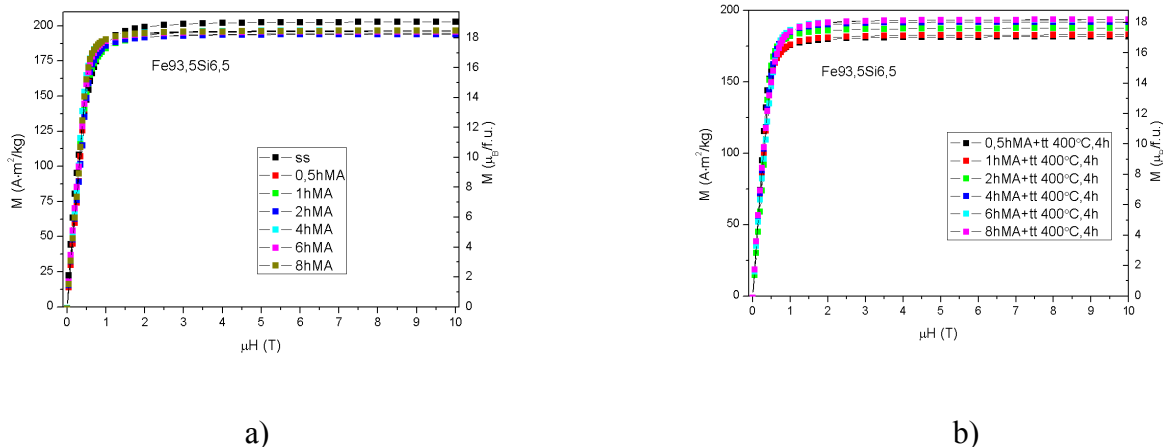 200
175
150
125
100
75
50
25
0
M (A·m²/kg)
18
16
14
12
10
8
6
4
2
0
M (μB/f.u.)
Fe93,5Si6,5
ss
0,5hMA
1hMA
2hMA
4hMA
6hMA
8hMA
0 1 2 3 4 5 6 7 8 9 10
μH (T)
a)
200
150
100
50
0
M (A·m²/kg)
18
16
14
12
10
8
6
4
2
0
M (μB/f.u.)
Fe93,5Si6,5
0,5hMA+tt 400°C,4h
1hMA+tt 400°C,4h
2hMA+tt 400°C,4h
4hMA+tt 400°C,4h
6hMA+tt 400°C,4h
8hMA+tt 400°C,4h
0 1 2 3 4 5 6 7 8 9 10
μH (T)
b)